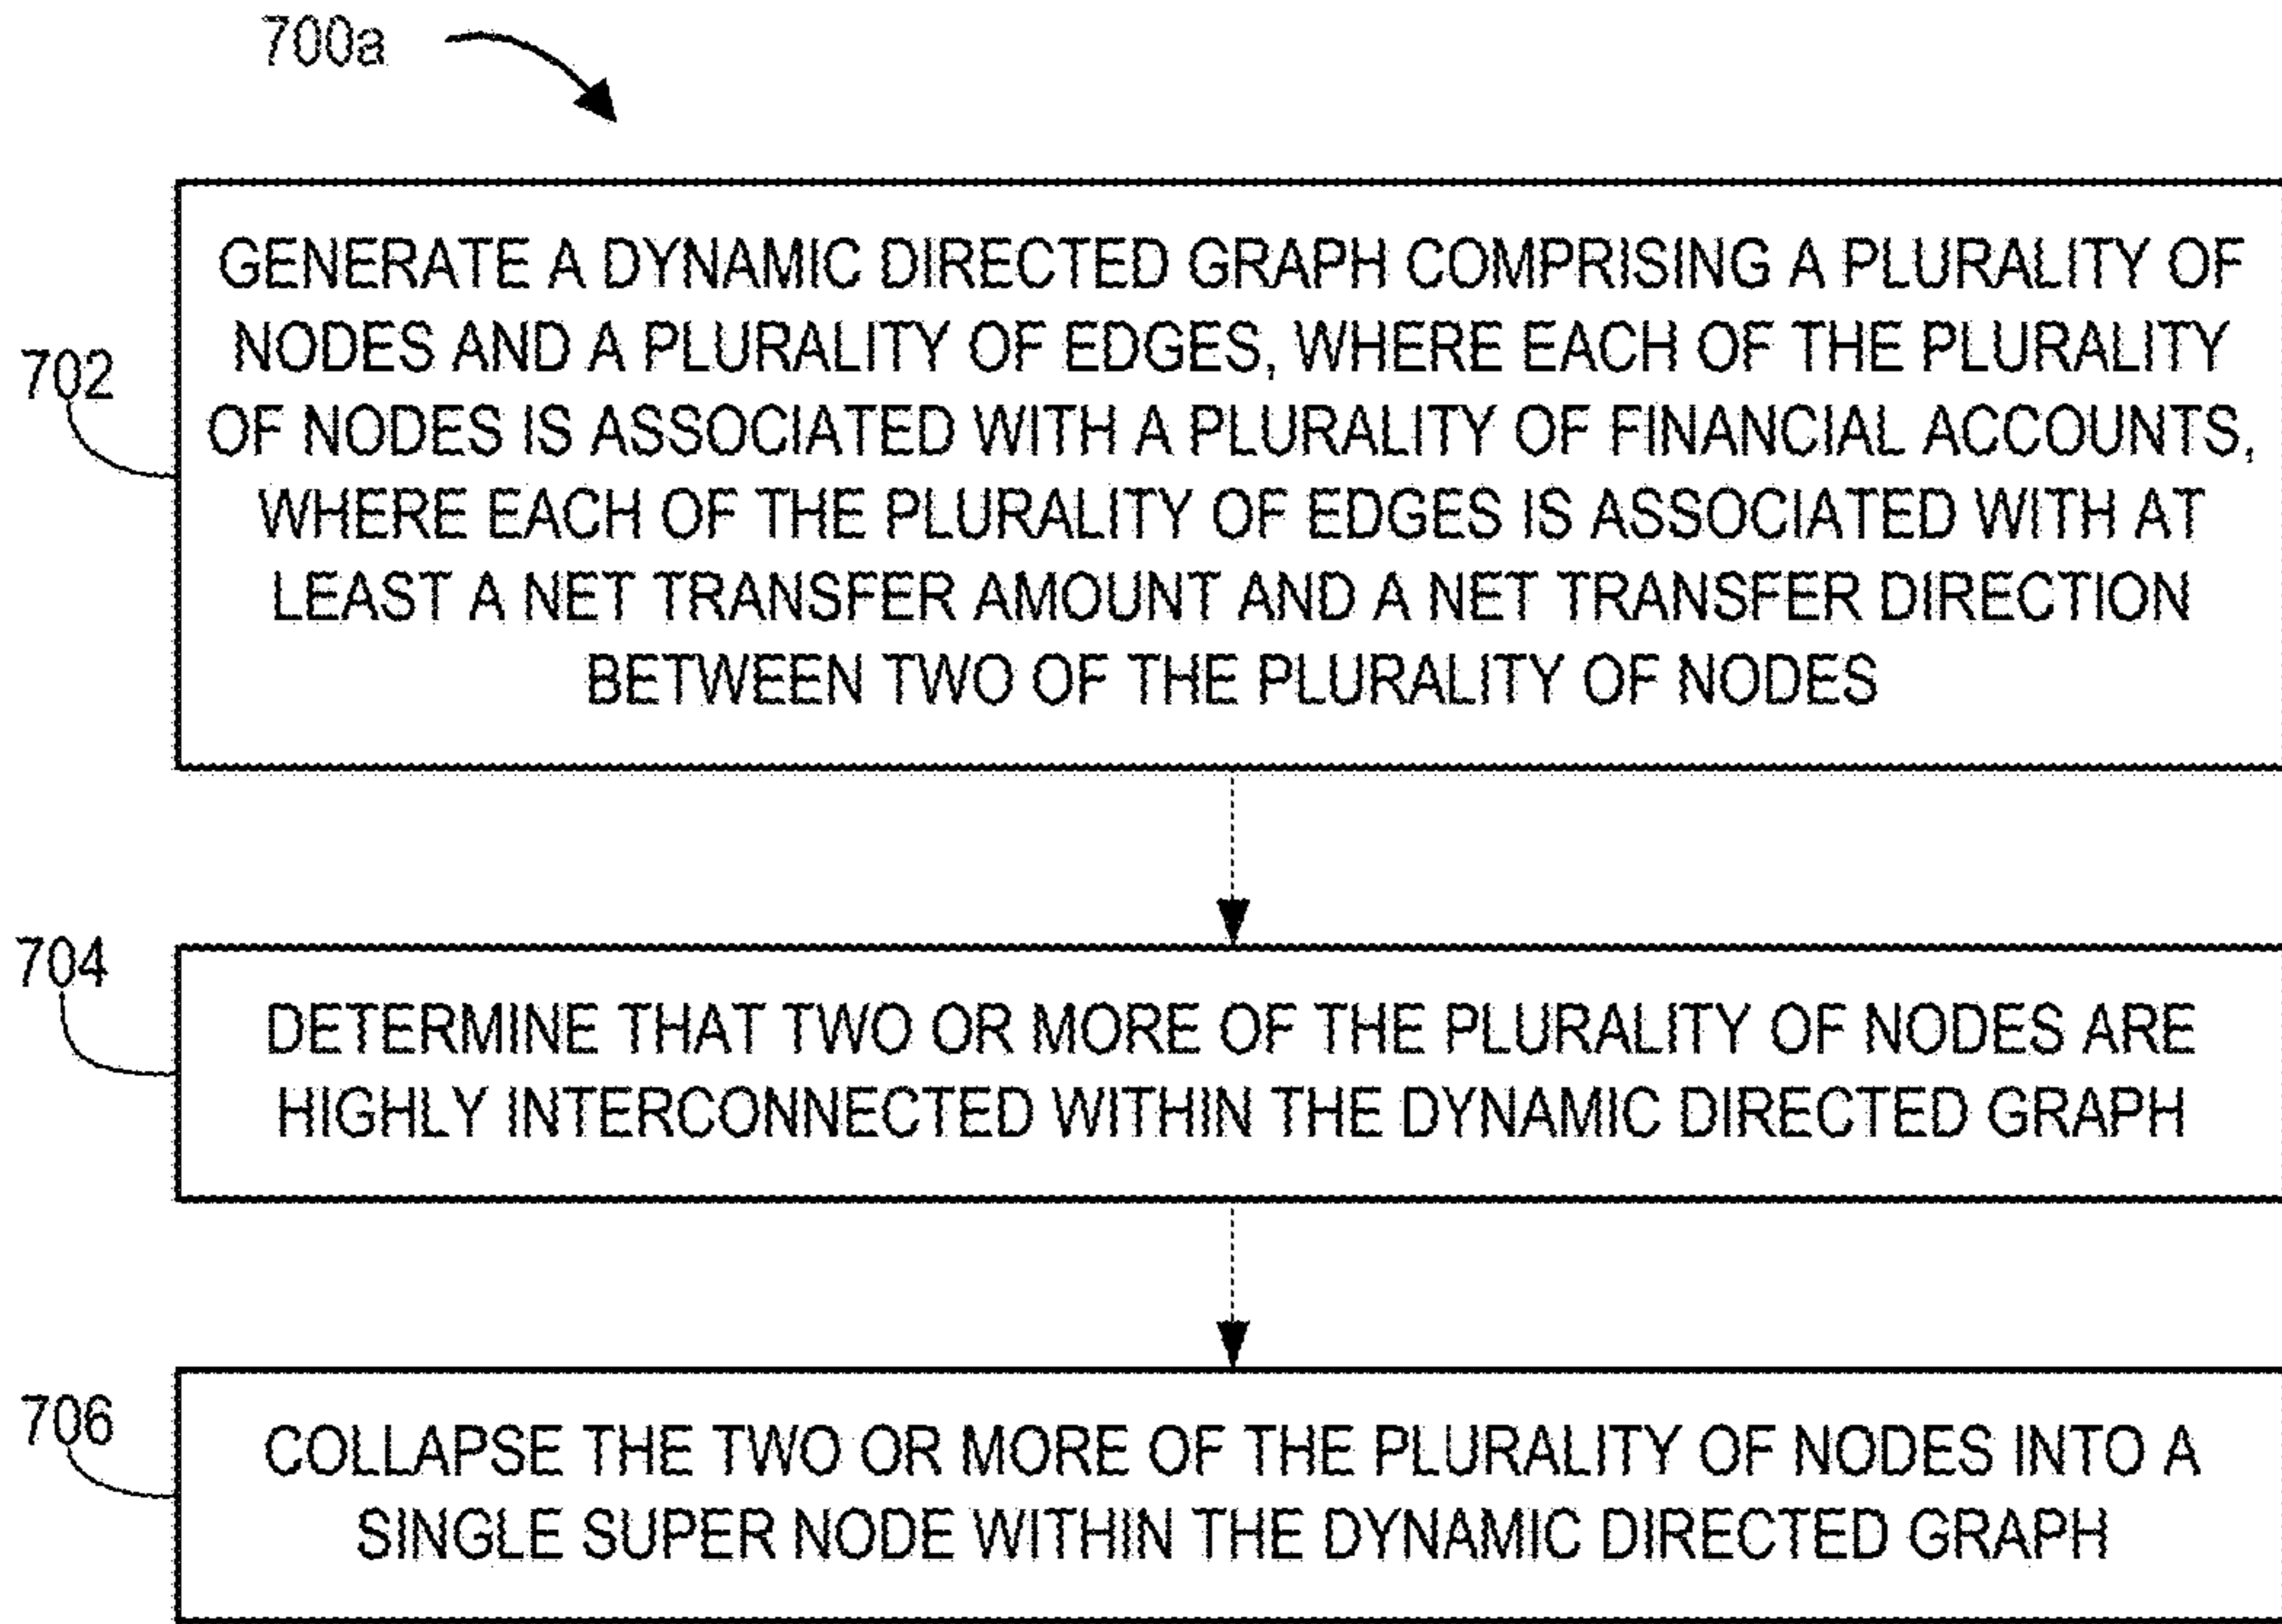 700a
702
GENERATE A DYNAMIC DIRECTED GRAPH COMPRISING A PLURALITY OF
NODES AND A PLURALITY OF EDGES, WHERE EACH OF THE PLURALITY
OF NODES IS ASSOCIATED WITH A PLURALITY OF FINANCIAL ACCOUNTS,
WHERE EACH OF THE PLURALITY OF EDGES IS ASSOCIATED WITH AT
LEAST A NET TRANSFER AMOUNT AND A NET TRANSFER DIRECTION
BETWEEN TWO OF THE PLURALITY OF NODES
704
DETERMINE THAT TWO OR MORE OF THE PLURALITY OF NODES ARE
HIGHLY INTERCONNECTED WITHIN THE DYNAMIC DIRECTED GRAPH
706
COLLAPSE THE TWO OR MORE OF THE PLURALITY OF NODES INTO A
SINGLE SUPER NODE WITHIN THE DYNAMIC DIRECTED GRAPH